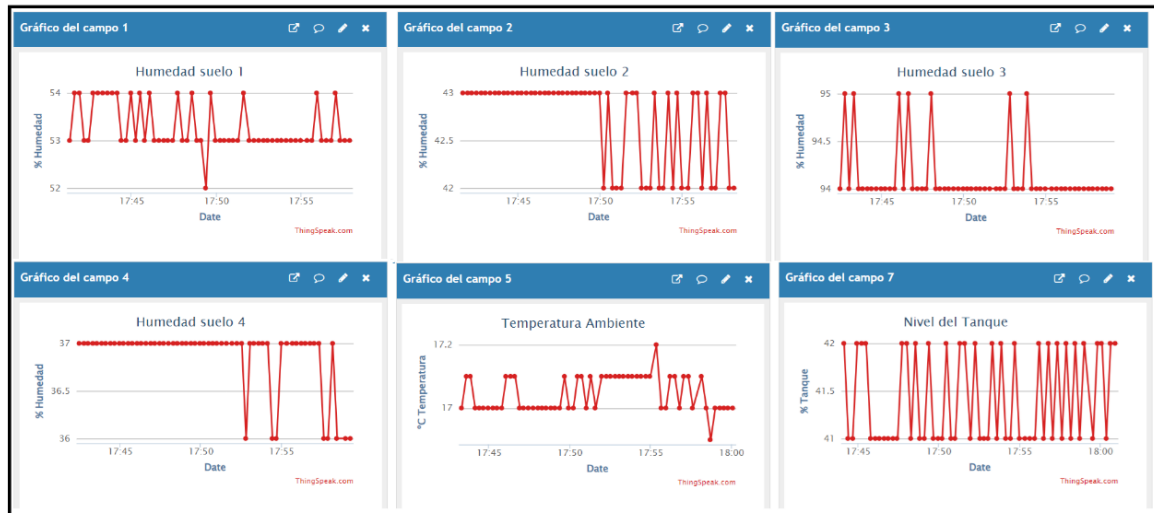 Gráfico del campo 1
Humedad suelo 1
% Humedad
54
53
52
17:45
17:50
17:55
Date
ThingSpeak.com
Gráfico del campo 2
Humedad suelo 2
% Humedad
43
42.5
42
17:45
17:50
17:55
Date
ThingSpeak.com
Gráfico del campo 3
Humedad suelo 3
% Humedad
95
94.5
94
17:45
17:50
17:55
Date
ThingSpeak.com
Gráfico del campo 4
Humedad suelo 4
% Humedad
37
36.5
36
17:45
17:50
17:55
Date
ThingSpeak.com
Gráfico del campo 5
Temperatura Ambiente
°C Temperatura
17.2
17
17:45
17:50
17:55
18:00
Date
ThingSpeak.com
Gráfico del campo 7
Nivel del Tanque
% Tanque
42
41.5
41
17:45
17:50
17:55
18:00
Date
ThingSpeak.com